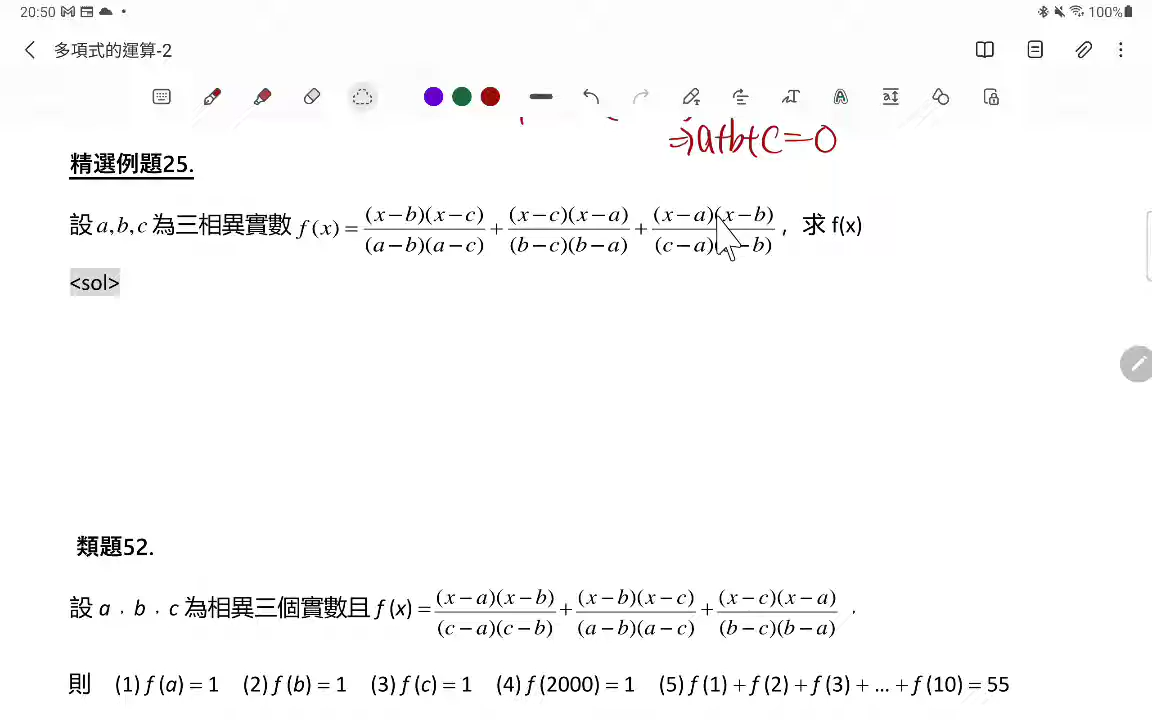 20:50 100%
多項式的運算-2
⇒a+b+c=0
精選例題25.
設 a,b,c 為三相異實數 f(x) = (x−b)(x−c)/(a−b)(a−c) + (x−c)(x−a)/(b−c)(b−a) + (x−a)(x−b)/(c−a)( −b) ，求 f(x)
<sol>
類題52.
設 a﹑b﹑c 為相異三個實數且 f (x) = (x−a)(x−b)/(c−a)(c−b) + (x−b)(x−c)/(a−b)(a−c) + (x−c)(x−a)/(b−c)(b−a) ，
則 (1) f (a) = 1 (2) f (b) = 1 (3) f (c) = 1 (4) f (2000) = 1 (5) f (1) + f (2) + f (3) + … + f (10) = 55